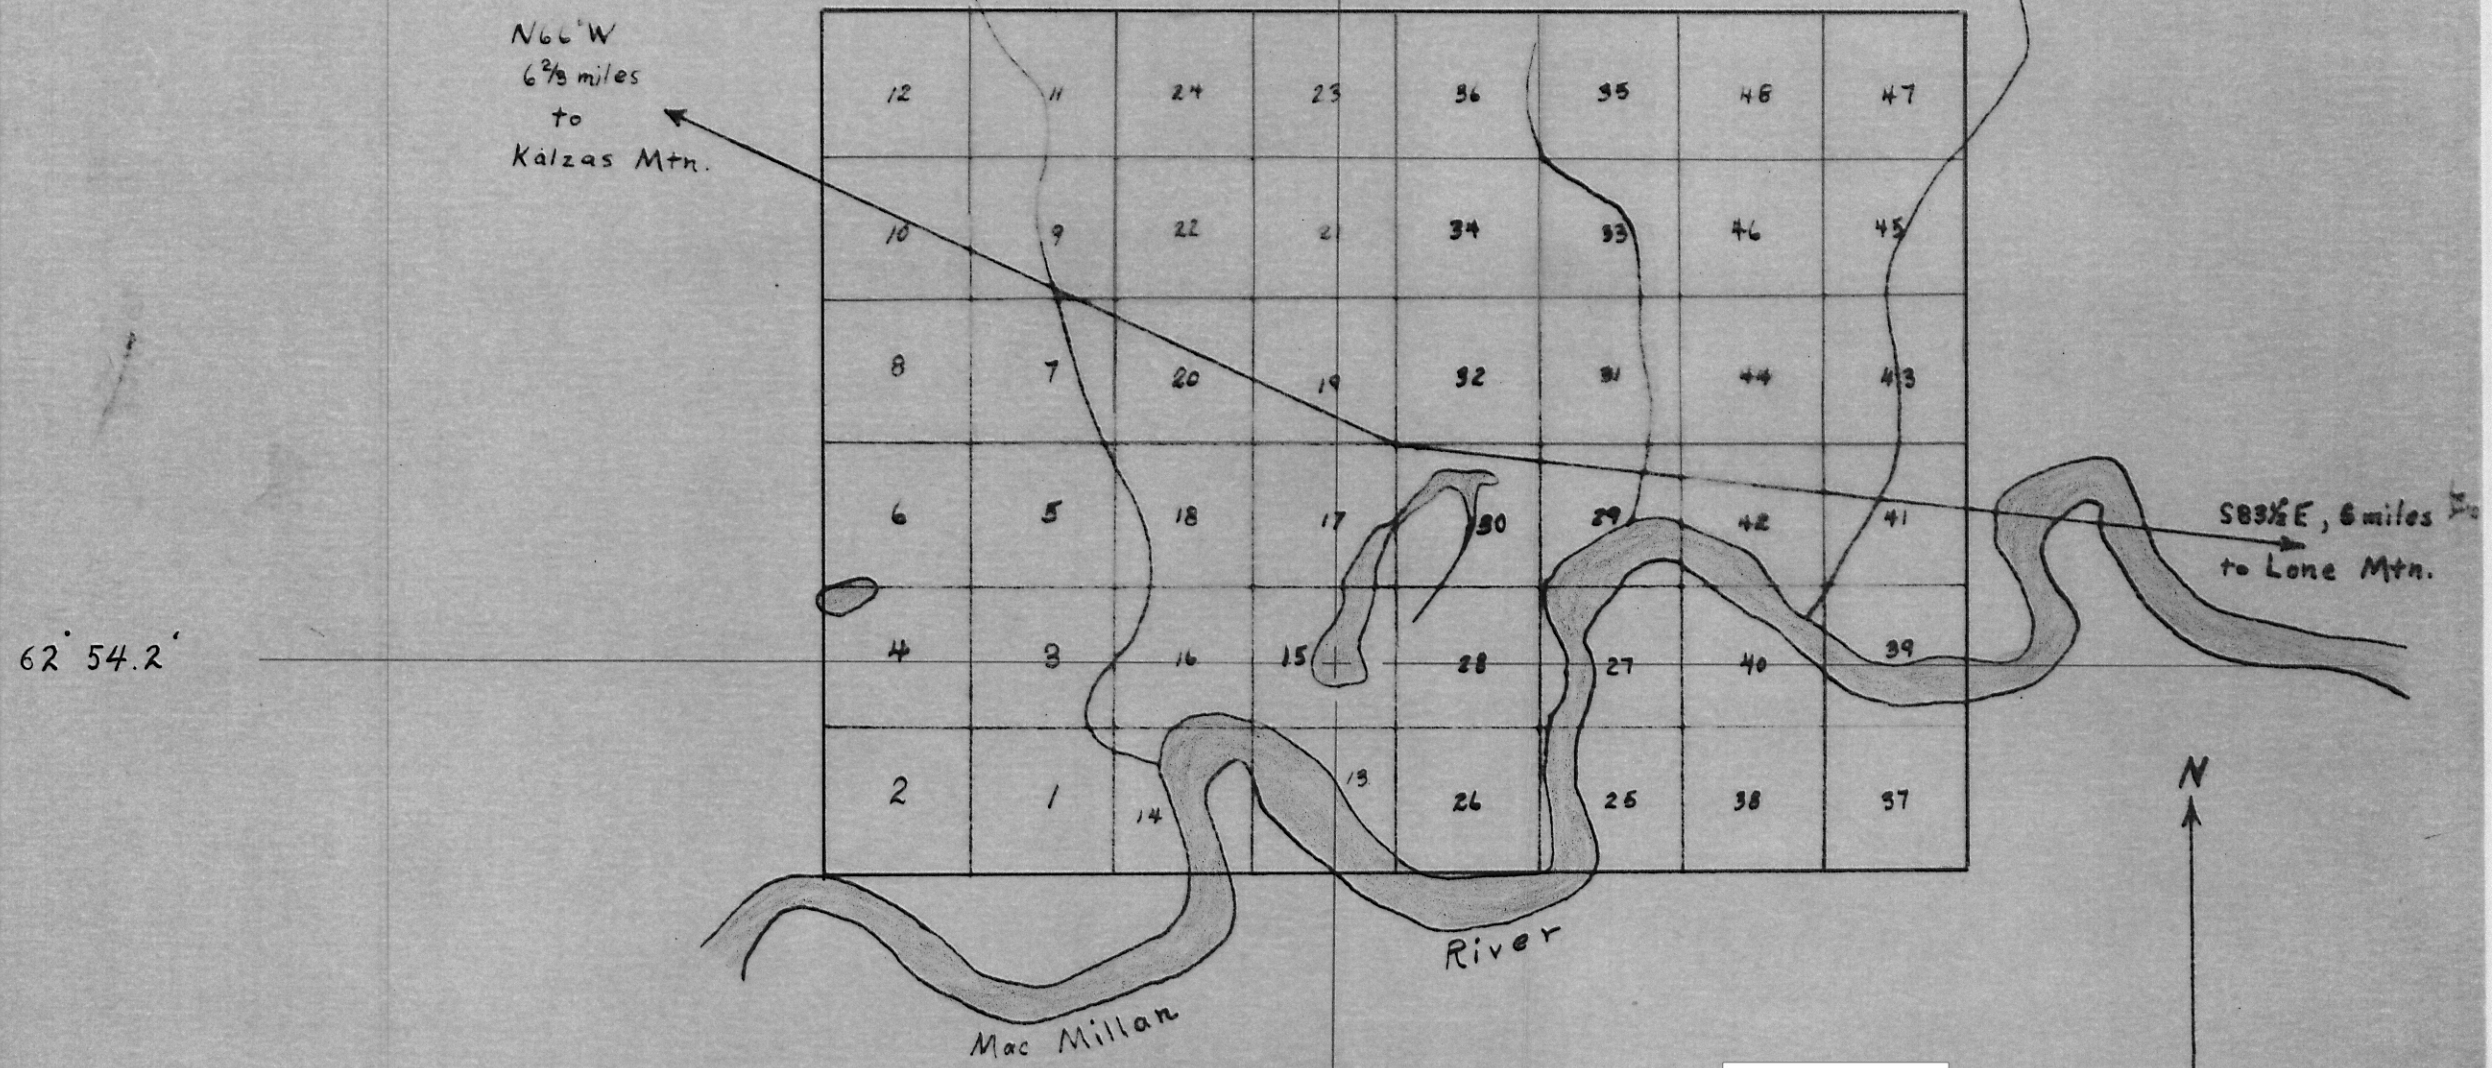 N66°W
6 2/3 miles
to
Kalzas Mtn.
12 11 24 23 36 35 48 47
10 9 22 21 34 33 46 45
8 7 20 19 32 31 44 43
6 5 18 17 30 29 42 41
S83½E, 6 miles
to Lone Mtn.
62° 54.2'
4 3 16 15 28 27 40 39
2 1 14 13 26 25 38 37
N
River
Mac Millan